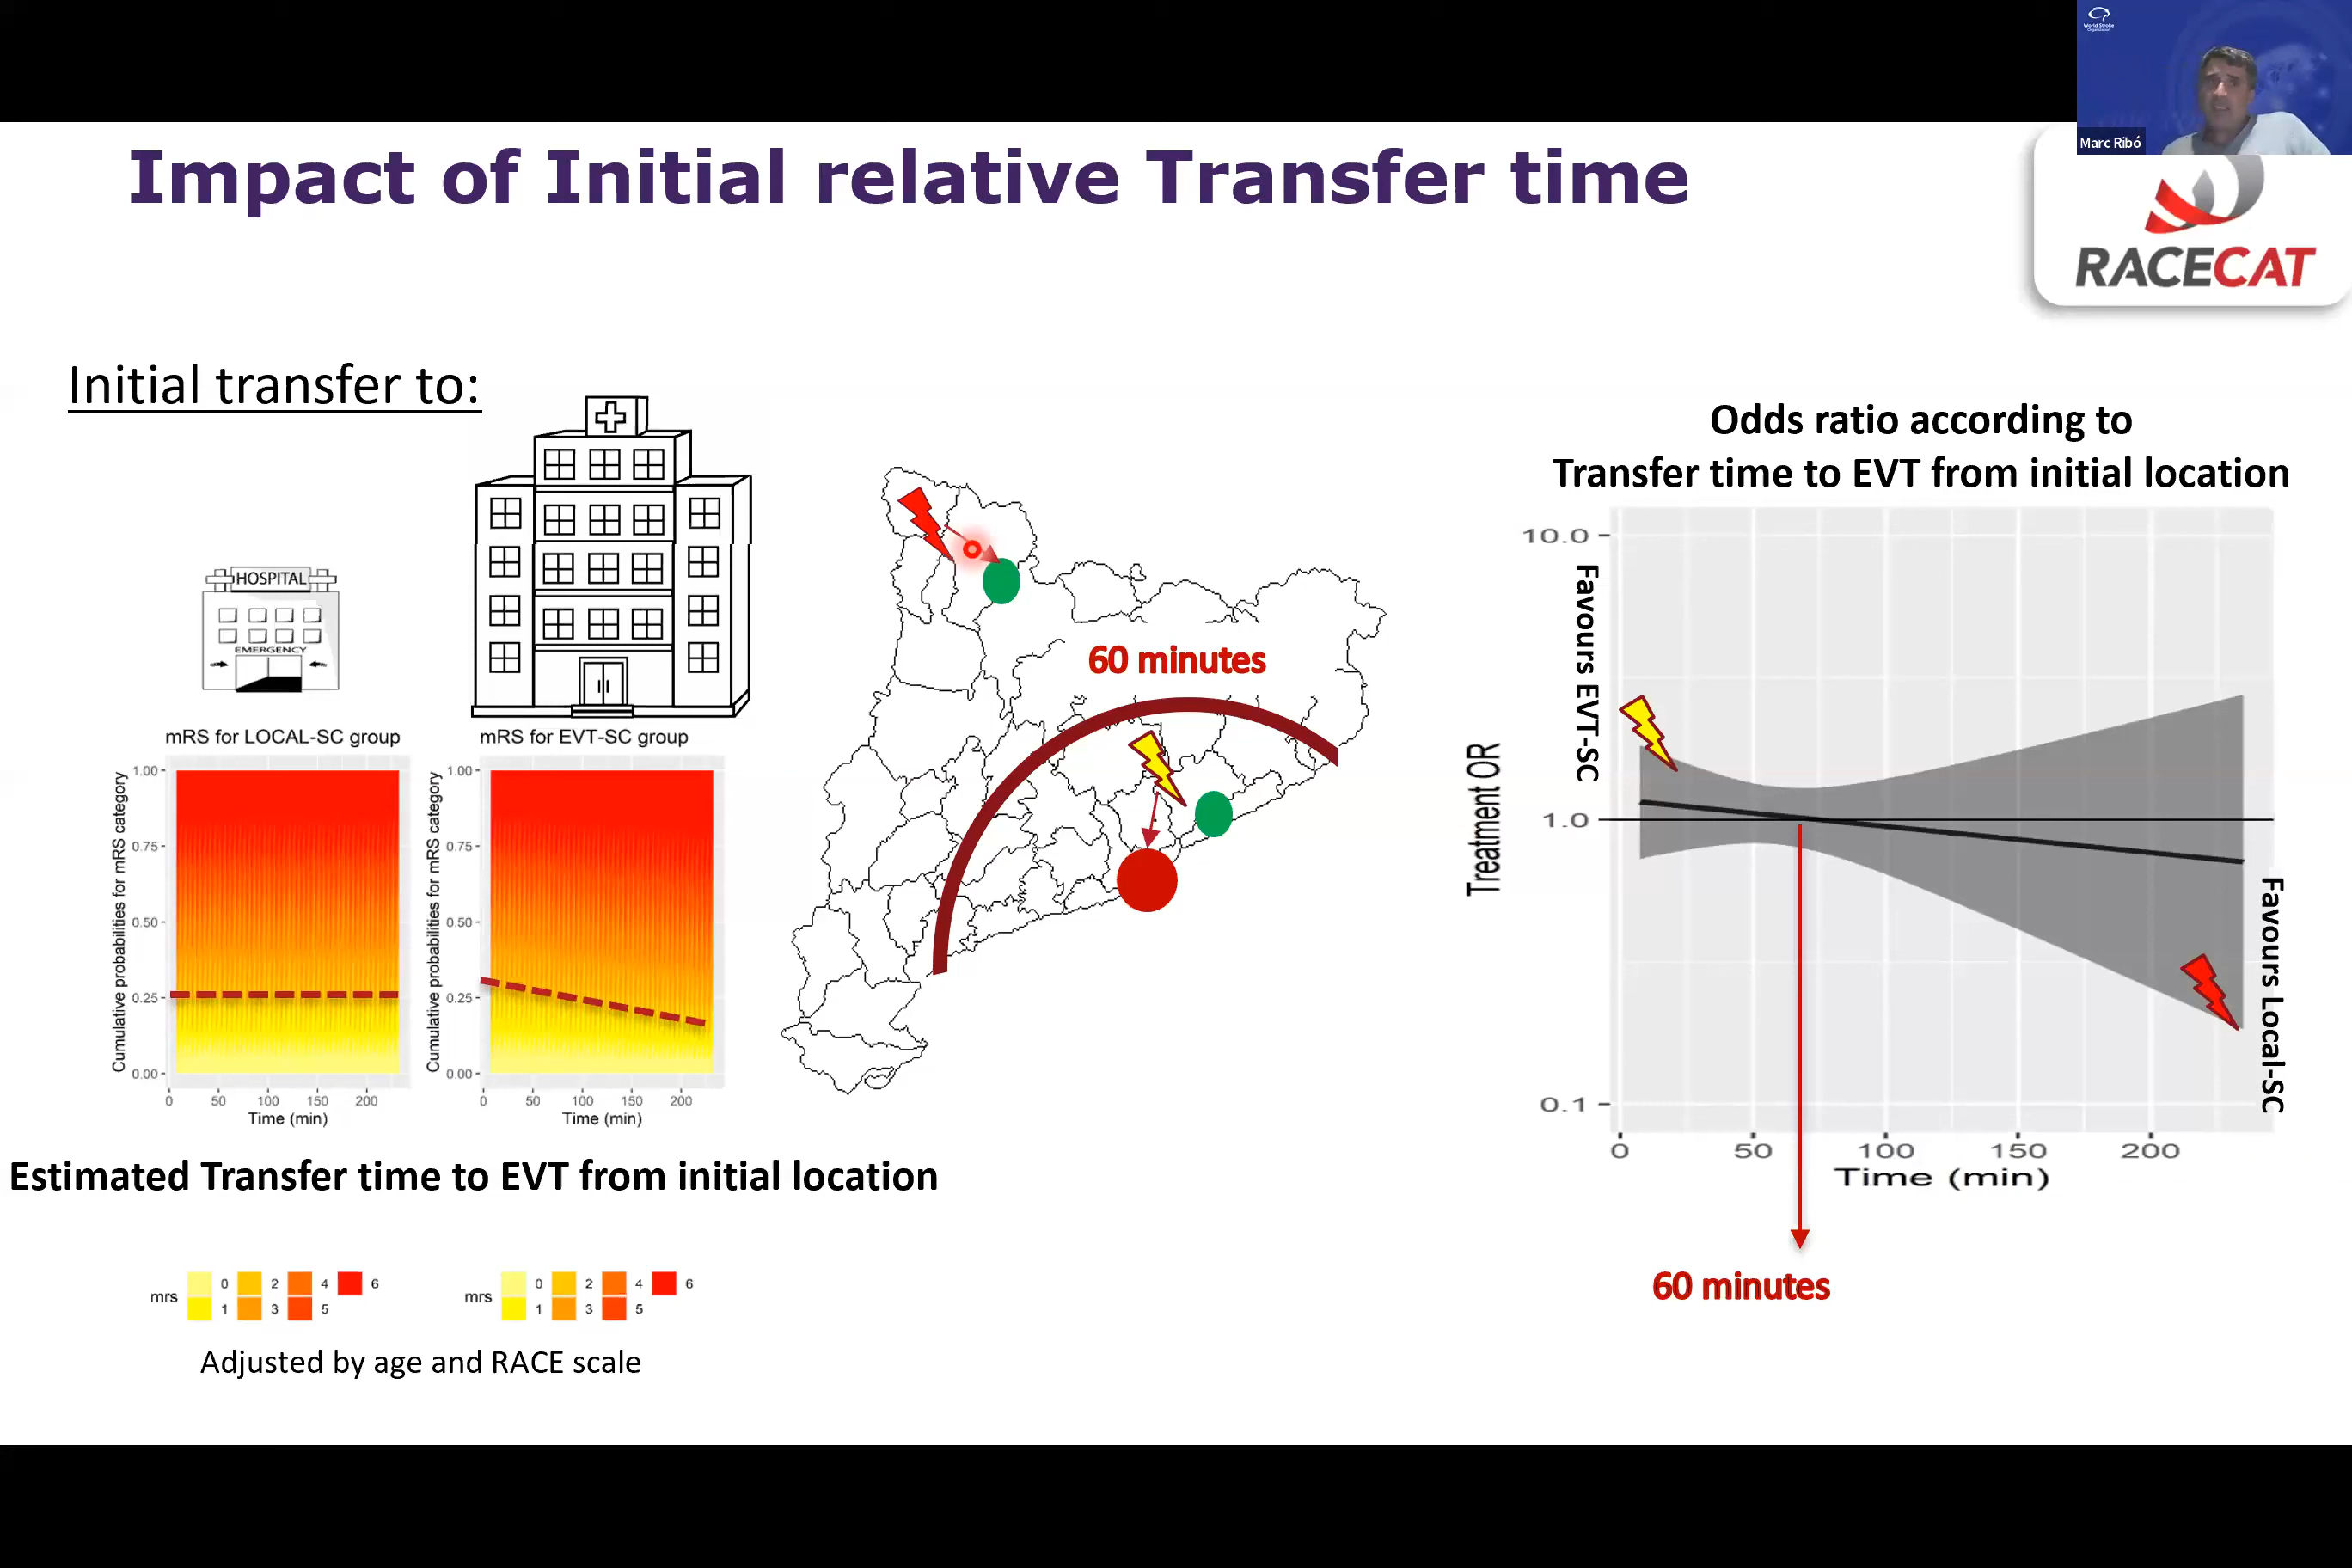 World Stroke
Organization
Marc Ribó
Impact of Initial relative Transfer time
RACECAT
Initial transfer to:
HOSPITAL
EMERGENCY
mRS for LOCAL-SC group
Cumulative probabilities for mRS category
1.00
0.75
0.50
0.25
0.00
0 50 100 150 200
Time (min)
mRS for EVT-SC group
Cumulative probabilities for mRS category
1.00
0.75
0.50
0.25
0.00
0 50 100 150 200
Time (min)
Estimated Transfer time to EVT from initial location
mrs 0 2 4 6
1 3 5
mrs 0 2 4 6
1 3 5
Adjusted by age and RACE scale
60 minutes
Odds ratio according to
Transfer time to EVT from initial location
Treatment OR
10.0
1.0
0.1
Favours EVT-SC
Favours Local-SC
0 50 100 150 200
Time (min)
60 minutes